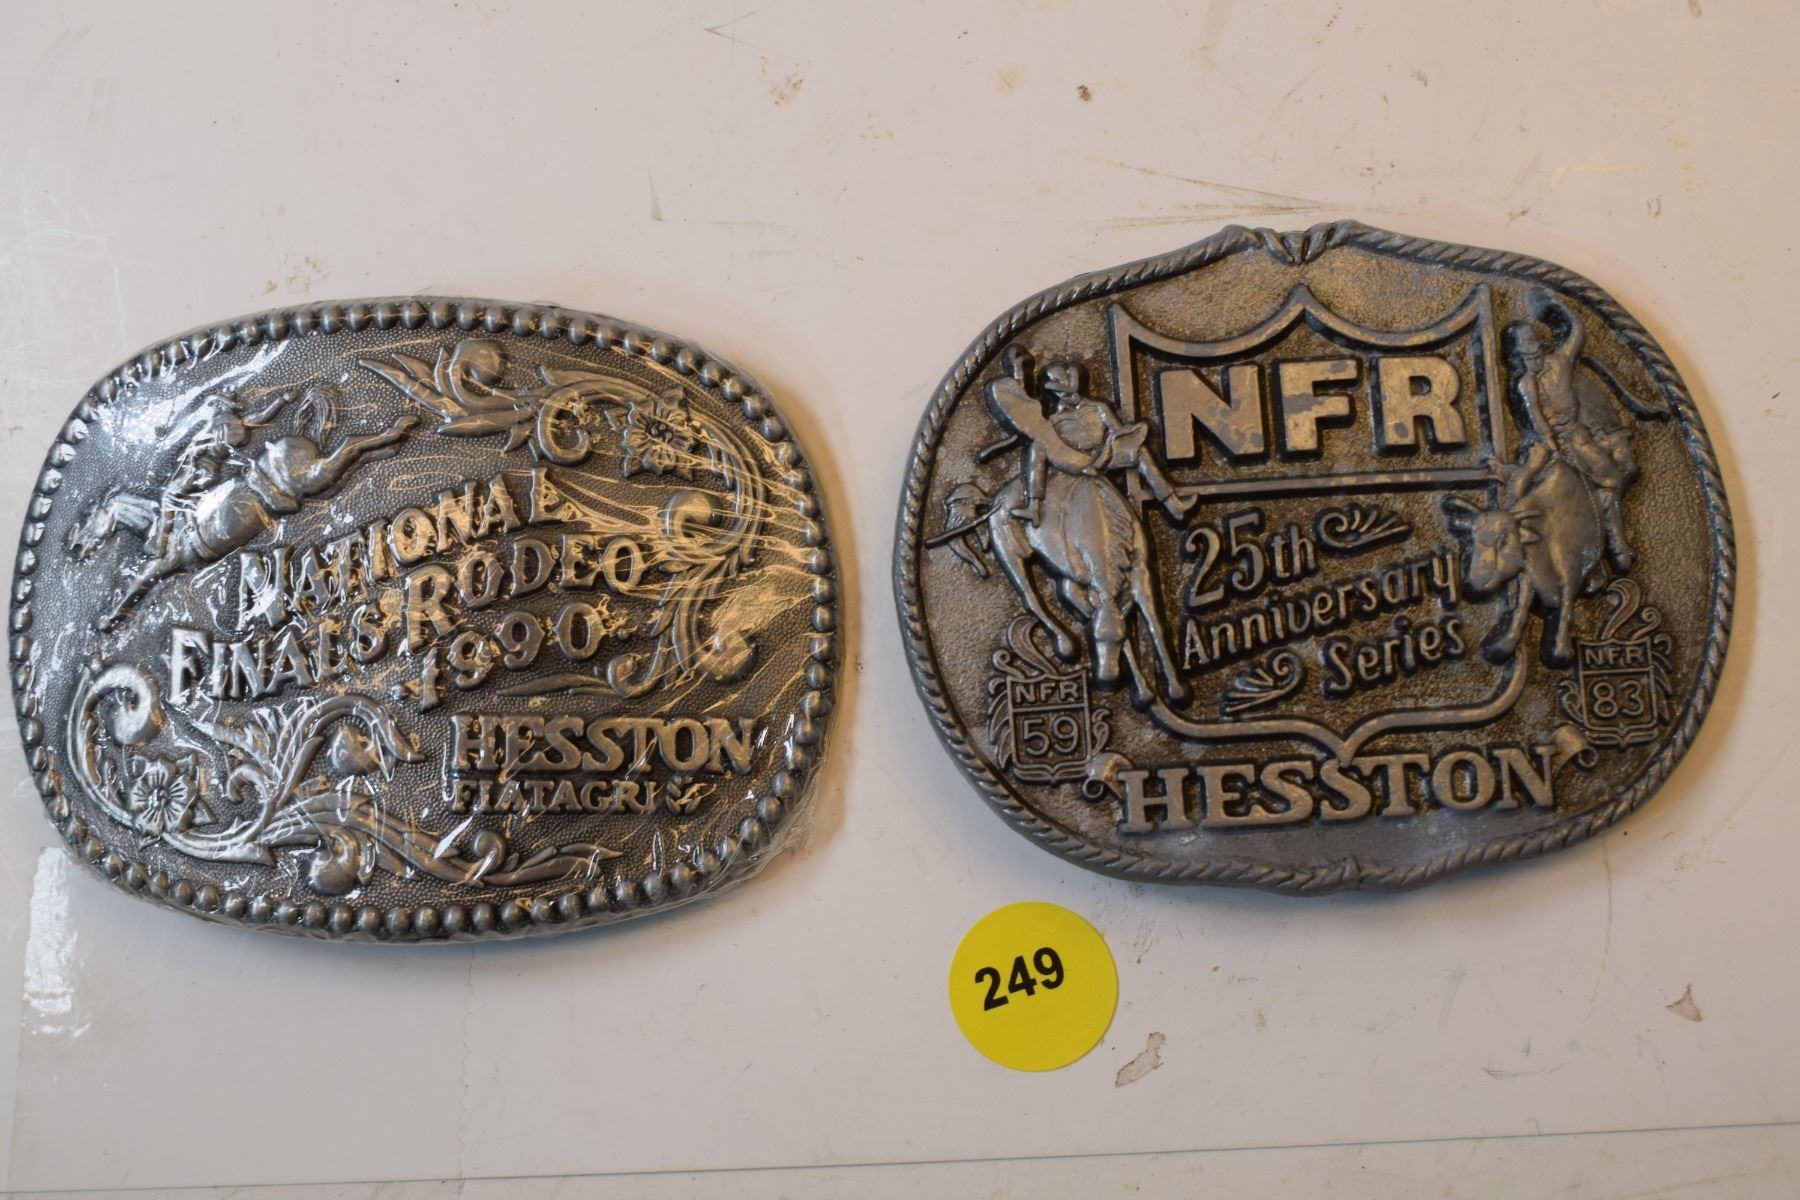 NATIONAL
FINALS RODEO
1990
HESSTON
FIATAGRI
NFR
25th
Anniversary
Series
NFR
59
NFR
83
HESSTON
249